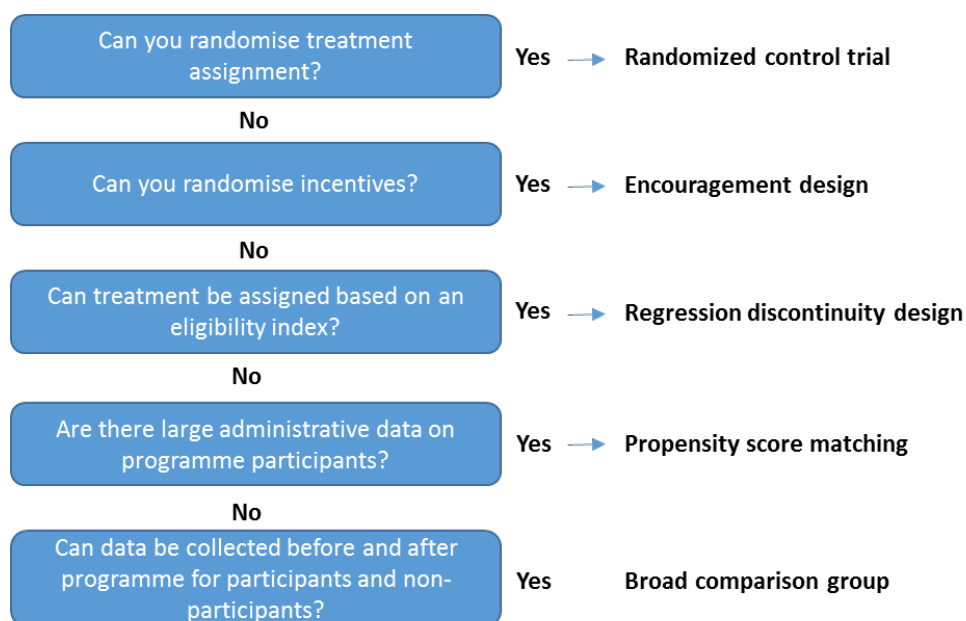 Can you randomise treatment
assignment?
Yes
Randomized control trial
No
Can you randomise incentives?
Yes
Encouragement design
No
Can treatment be assigned based on an
eligibility index?
Yes
Regression discontinuity design
No
Are there large administrative data on
programme participants?
Yes
Propensity score matching
No
Can data be collected before and after
programme for participants and non-
participants?
Yes
Broad comparison group